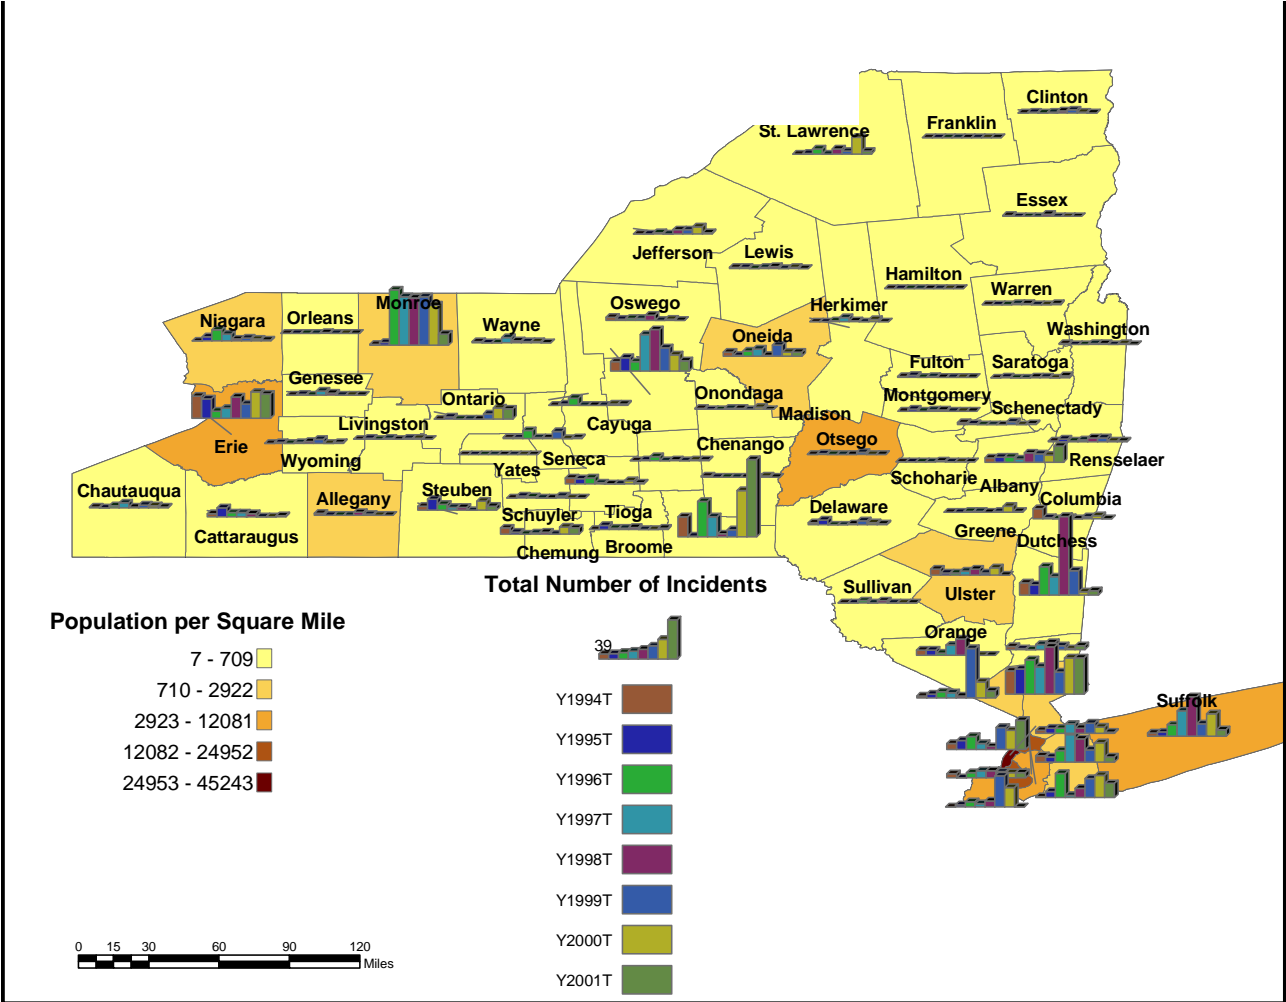 Clinton
Franklin
St. Lawrence
Essex
Jefferson
Lewis
Hamilton
Warren
Oswego
Herkimer
Monroe
Niagara
Orleans
Wayne
Oneida
Washington
Fulton
Saratoga
Genesee
Ontario
Onondaga
Montgomery
Schenectady
Livingston
Cayuga
Madison
Erie
Wyoming
Chenango
Otsego
Rensselaer
Seneca
Yates
Schoharie
Albany
Chautauqua
Allegany
Steuben
Columbia
Delaware
Schuyler
Tioga
Cattaraugus
Greene
Dutchess
Chemung
Broome
Total Number of Incidents
Sullivan
Ulster
Population per Square Mile
Orange
39
7 - 709
710 - 2922
2923 - 12081
12082 - 24952
24953 - 45243
Suffolk
Y1994T
Y1995T
Y1996T
Y1997T
Y1998T
Y1999T
Y2000T
Y2001T
0 15 30 60 90 120
Miles